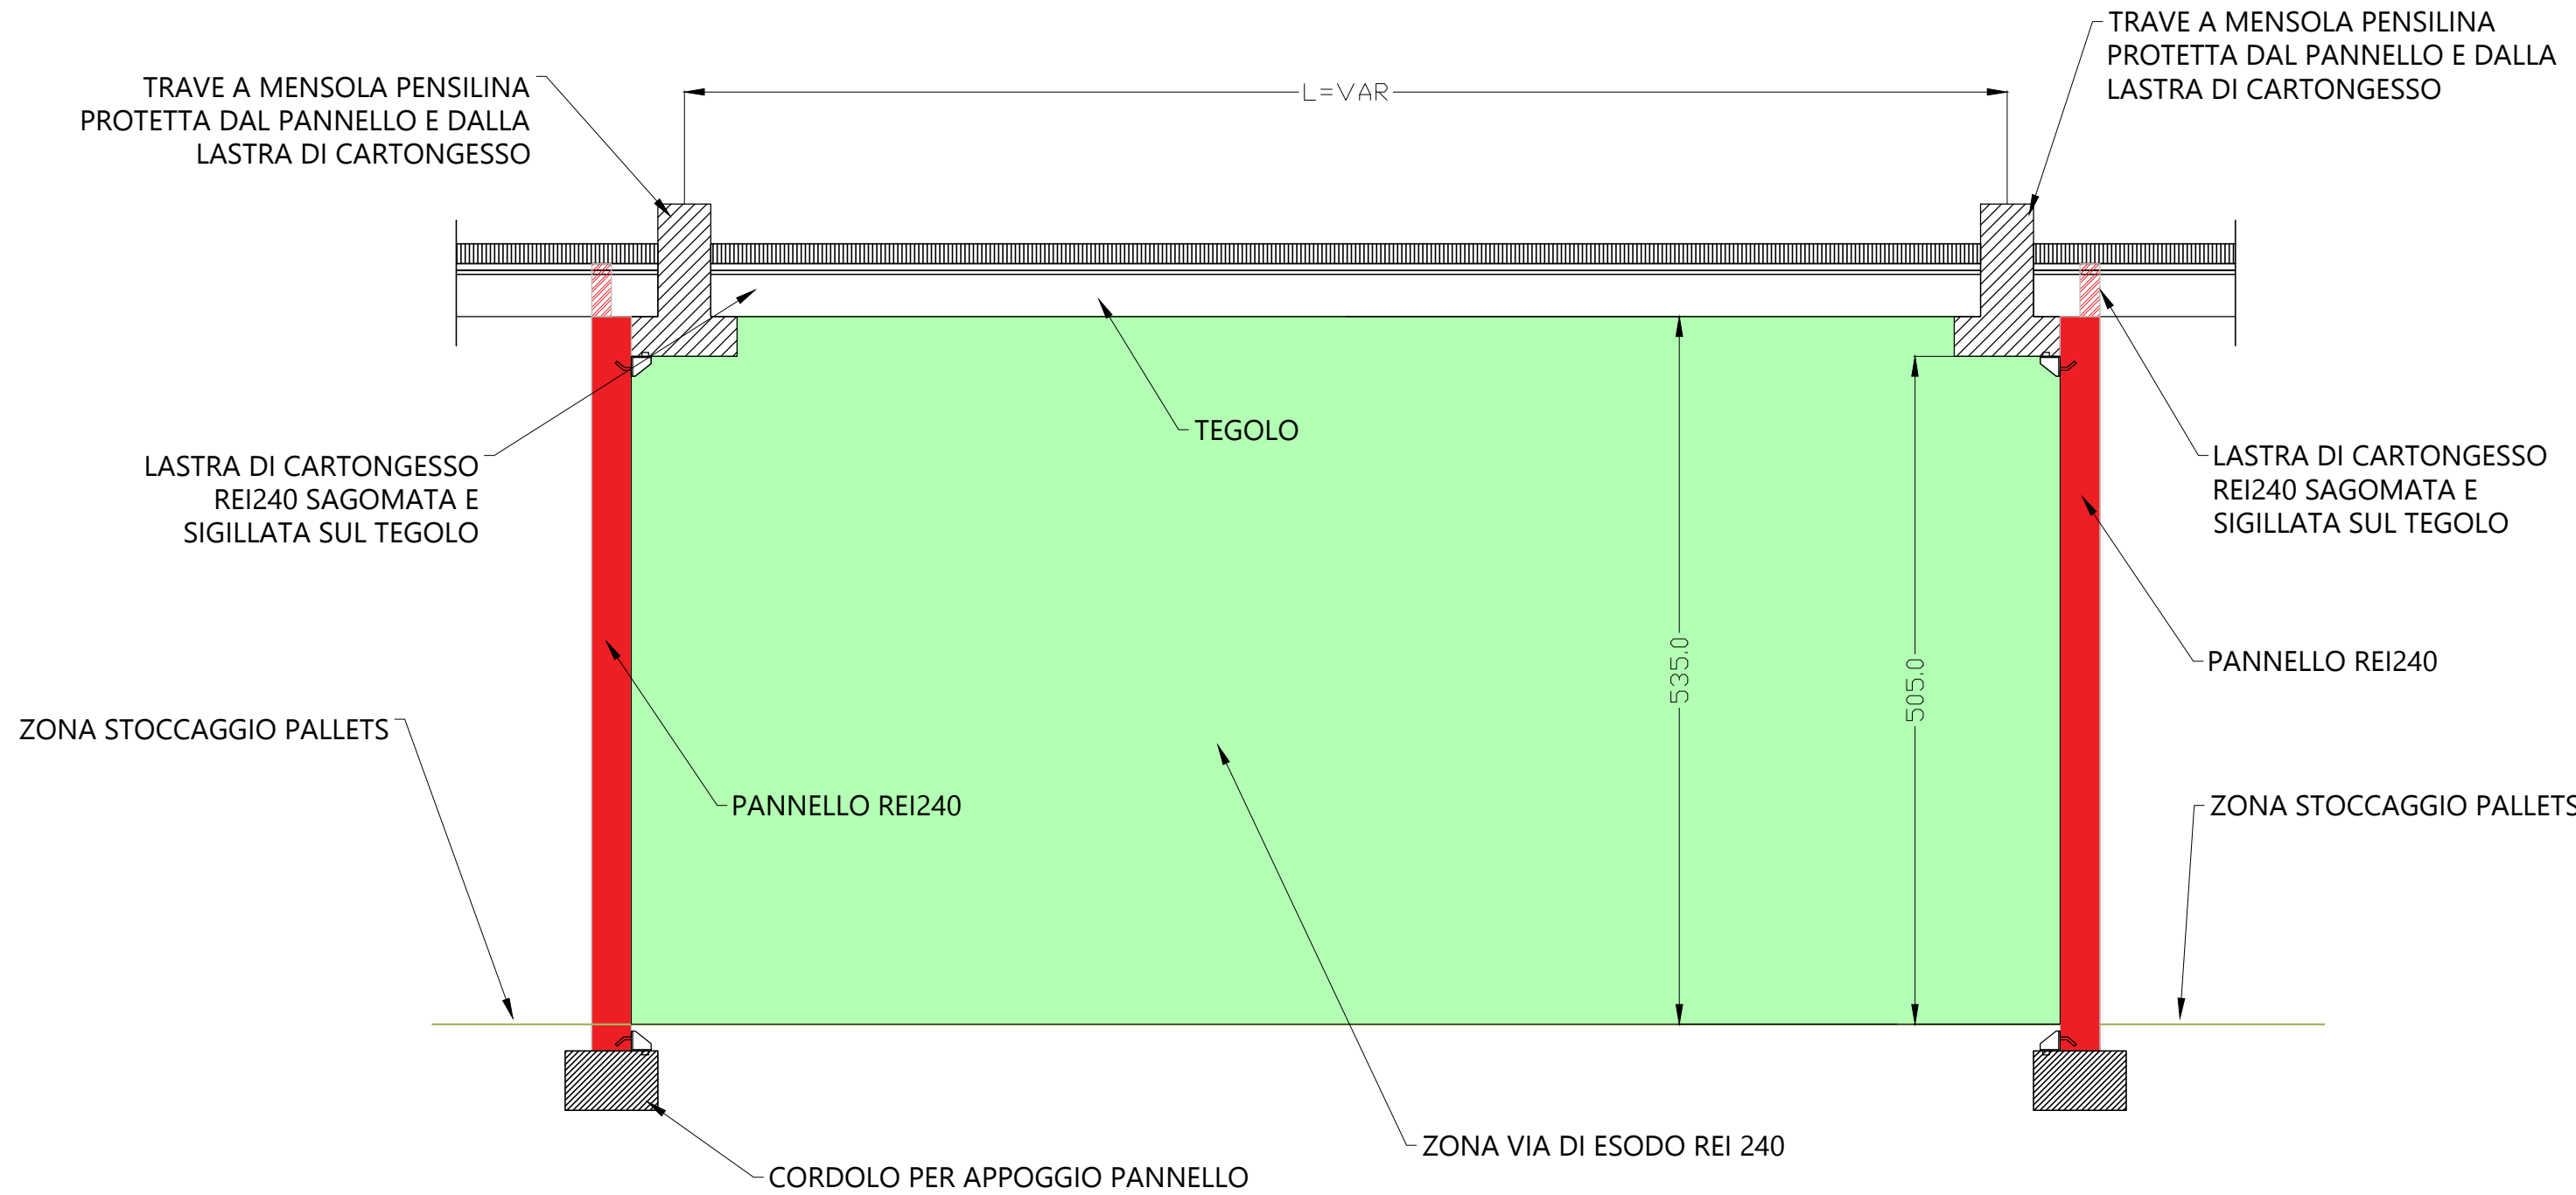 TRAVE A MENSOLA PENSILINA
PROTETTA DAL PANNELLO E DALLA
LASTRA DI CARTONGESSO
L=VAR
TRAVE A MENSOLA PENSILINA
PROTETTA DAL PANNELLO E DALLA
LASTRA DI CARTONGESSO
TEGOLO
LASTRA DI CARTONGESSO
REI240 SAGOMATA E
SIGILLATA SUL TEGOLO
LASTRA DI CARTONGESSO
REI240 SAGOMATA E
SIGILLATA SUL TEGOLO
535.0
505.0
PANNELLO REI240
ZONA STOCCAGGIO PALLETS
PANNELLO REI240
ZONA STOCCAGGIO PALLETS
ZONA VIA DI ESODO REI 240
CORDOLO PER APPOGGIO PANNELLO